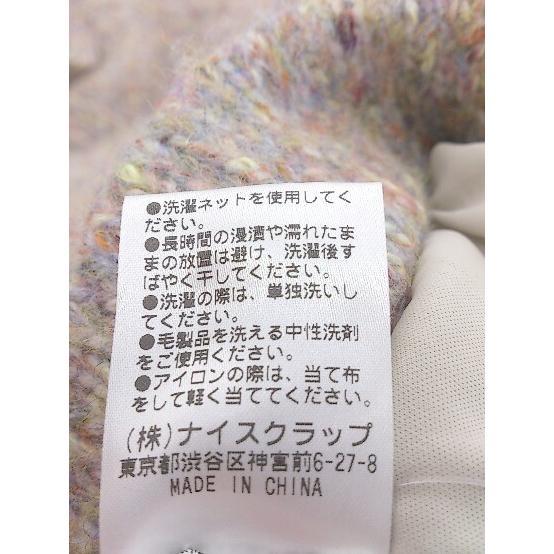 ●洗濯ネットを使用してく
ださい。
●長時間の浸漬や濡れたま
まの放置は避け、洗濯後す
ばやく干してください。
●洗濯の際は、単独洗いし
てください。
●毛製品を洗える中性洗剤
をご使用ください。
●アイロンの際は、当て布
をして軽く当ててください。
(株)ナイスクラップ
東京都渋谷区神宮前6-27-8
MADE IN CHINA